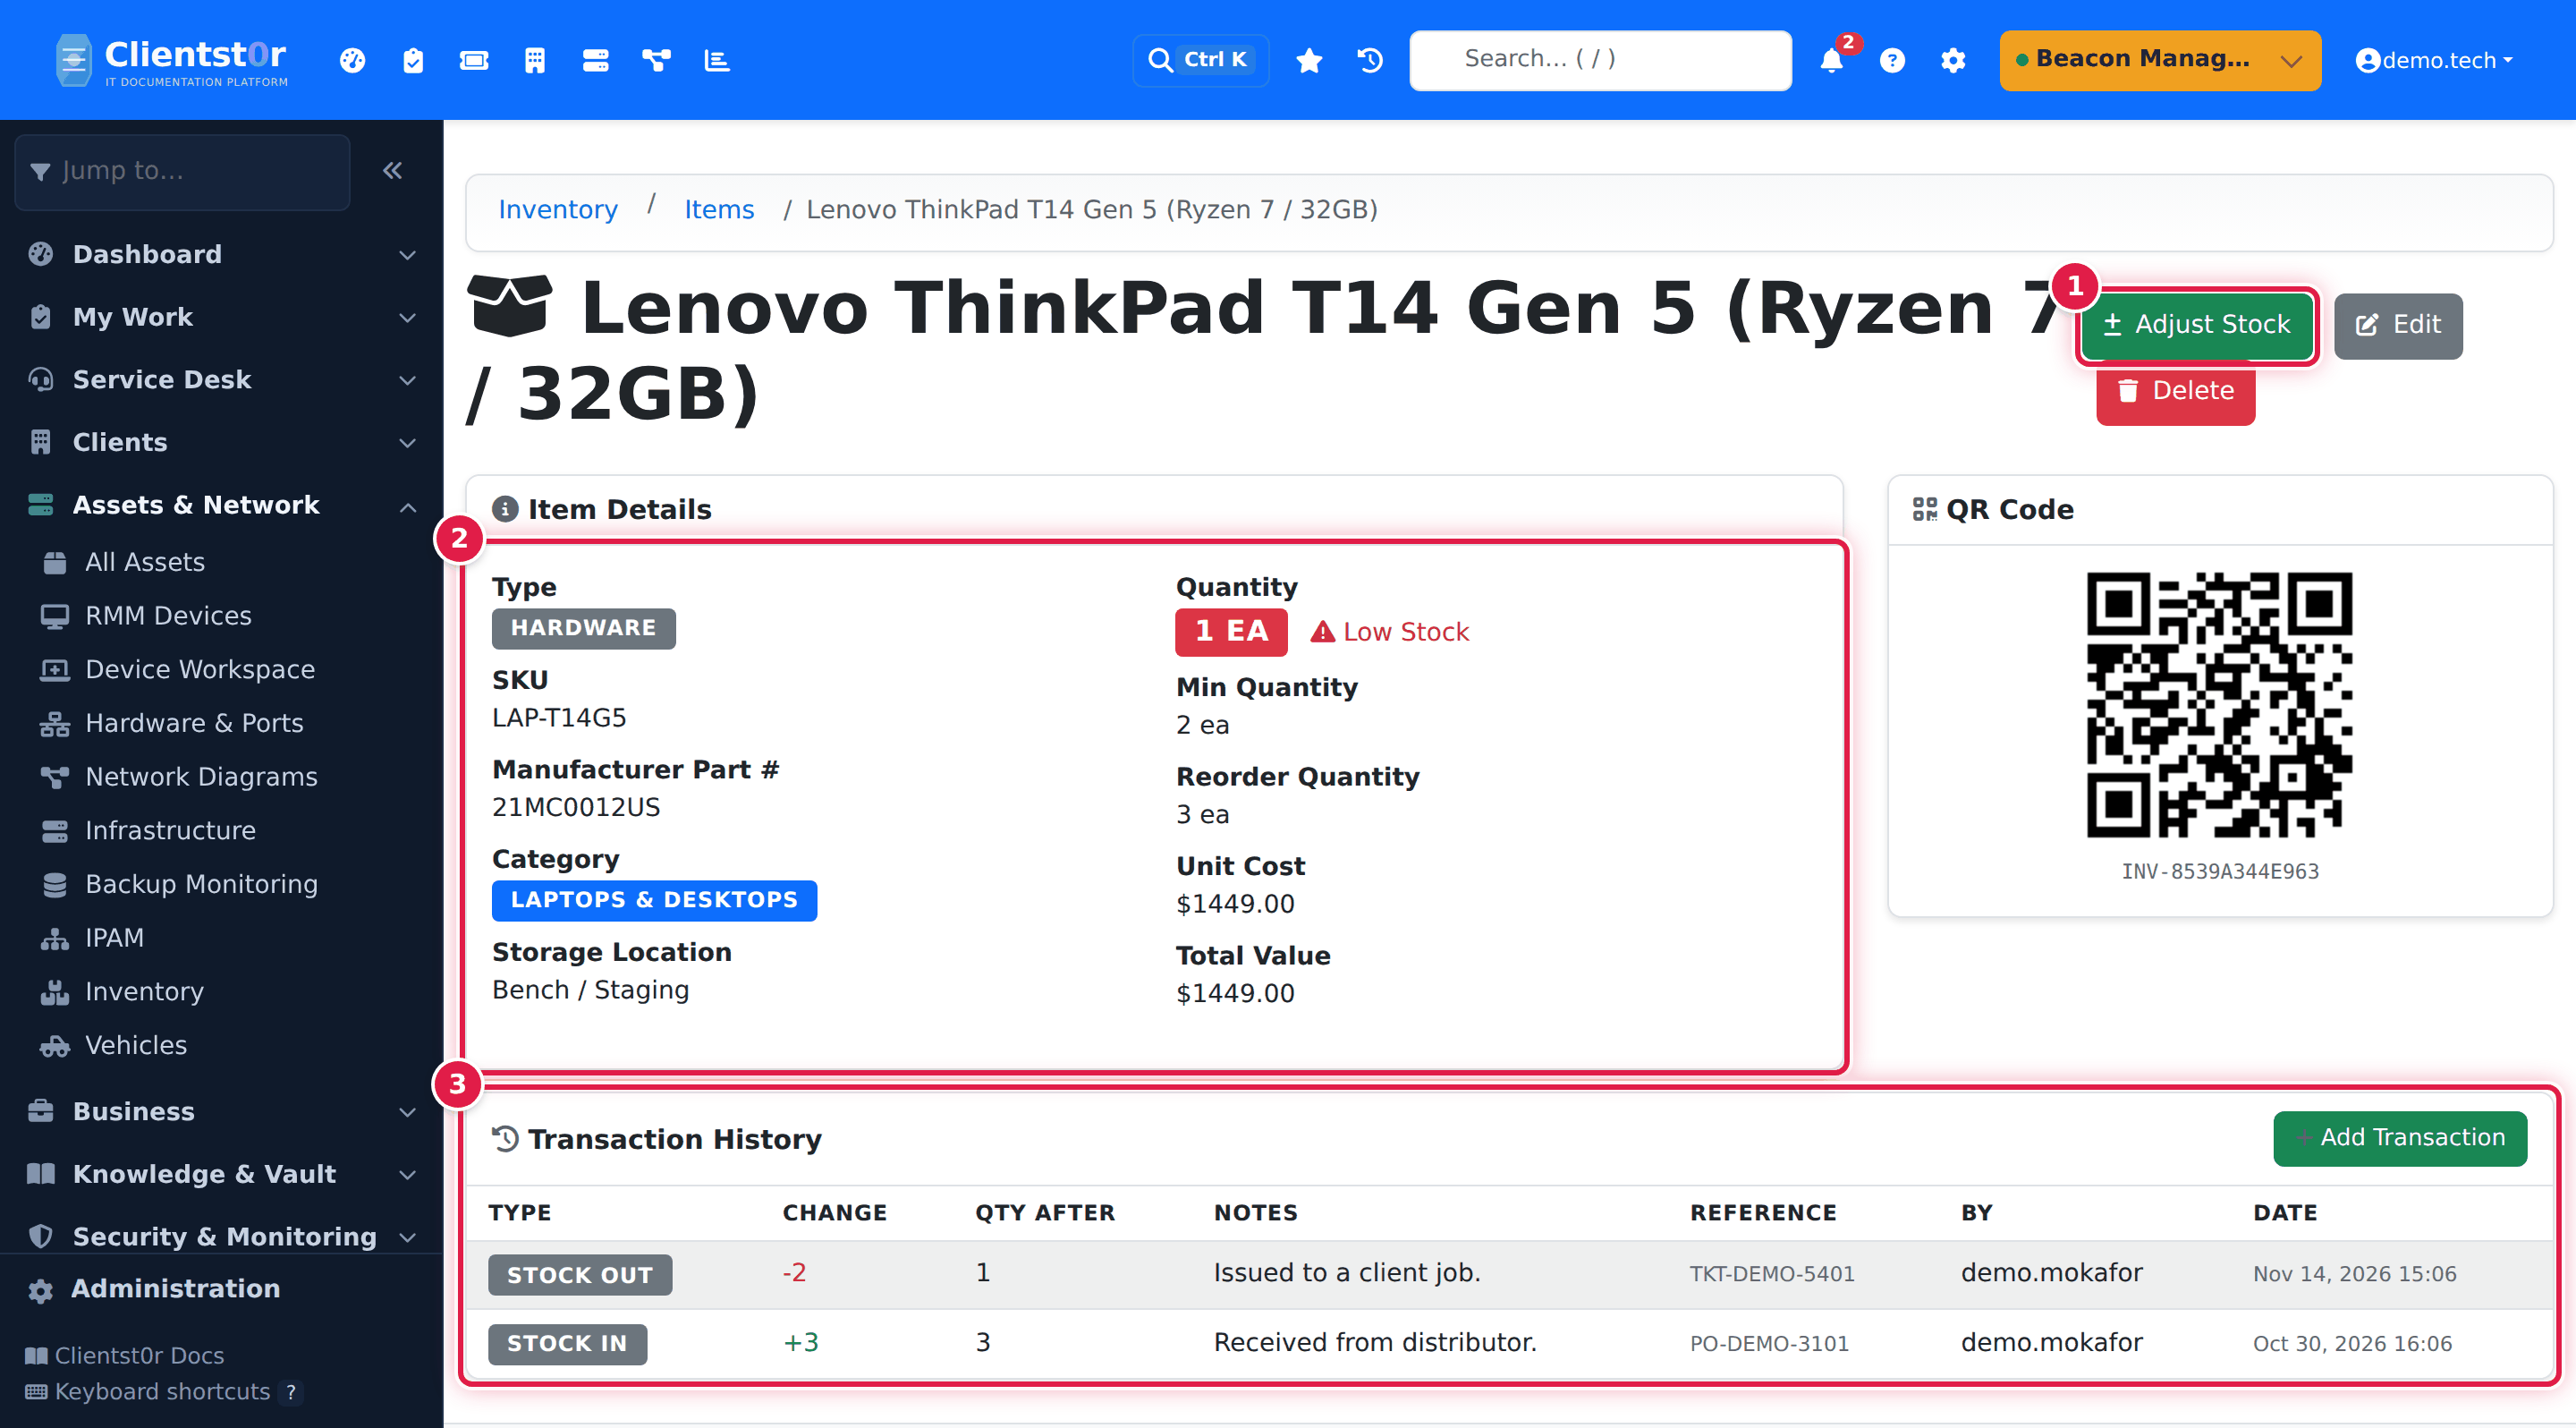 Clientst0r
IT DOCUMENTATION PLATFORM
Ctrl K
Search... ( / )
2
Beacon Manag...
demo.tech
Jump to...
Dashboard
My Work
Service Desk
Clients
Assets & Network
All Assets
RMM Devices
Device Workspace
Hardware & Ports
Network Diagrams
Infrastructure
Backup Monitoring
IPAM
Inventory
Vehicles
Business
Knowledge & Vault
Security & Monitoring
Administration
Clientst0r Docs
Keyboard shortcuts ?
Inventory / Items / Lenovo ThinkPad T14 Gen 5 (Ryzen 7 / 32GB)
Lenovo ThinkPad T14 Gen 5 (Ryzen 7
/ 32GB)
1
Adjust Stock
Edit
Delete
Item Details
2
Type
HARDWARE
SKU
LAP-T14G5
Manufacturer Part #
21MC0012US
Category
LAPTOPS & DESKTOPS
Storage Location
Bench / Staging
Quantity
1 EA Low Stock
Min Quantity
2 ea
Reorder Quantity
3 ea
Unit Cost
$1449.00
Total Value
$1449.00
QR Code
INV-8539A344E963
3
Transaction History
+ Add Transaction
TYPE CHANGE QTY AFTER NOTES REFERENCE BY DATE
STOCK OUT -2 1 Issued to a client job. TKT-DEMO-5401 demo.mokafor Nov 14, 2026 15:06
STOCK IN +3 3 Received from distributor. PO-DEMO-3101 demo.mokafor Oct 30, 2026 16:06